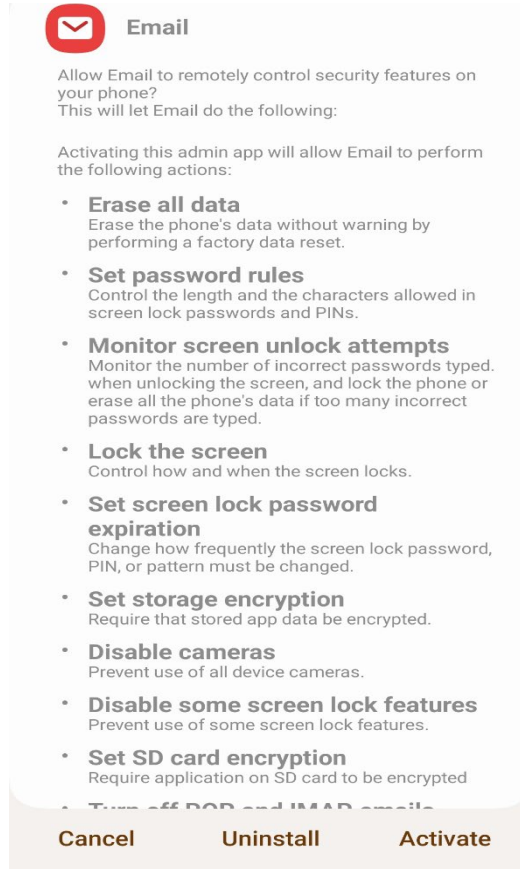 Email
Allow Email to remotely control security features on
your phone?
This will let Email do the following:
Activating this admin app will allow Email to perform
the following actions:
• Erase all data
Erase the phone's data without warning by
performing a factory data reset.
• Set password rules
Control the length and the characters allowed in
screen lock passwords and PINs.
• Monitor screen unlock attempts
Monitor the number of incorrect passwords typed.
when unlocking the screen, and lock the phone or
erase all the phone's data if too many incorrect
passwords are typed.
• Lock the screen
Control how and when the screen locks.
• Set screen lock password
expiration
Change how frequently the screen lock password,
PIN, or pattern must be changed.
• Set storage encryption
Require that stored app data be encrypted.
• Disable cameras
Prevent use of all device cameras.
• Disable some screen lock features
Prevent use of some screen lock features.
• Set SD card encryption
Require application on SD card to be encrypted
• Turn off POP and IMAP emails
Cancel Uninstall Activate